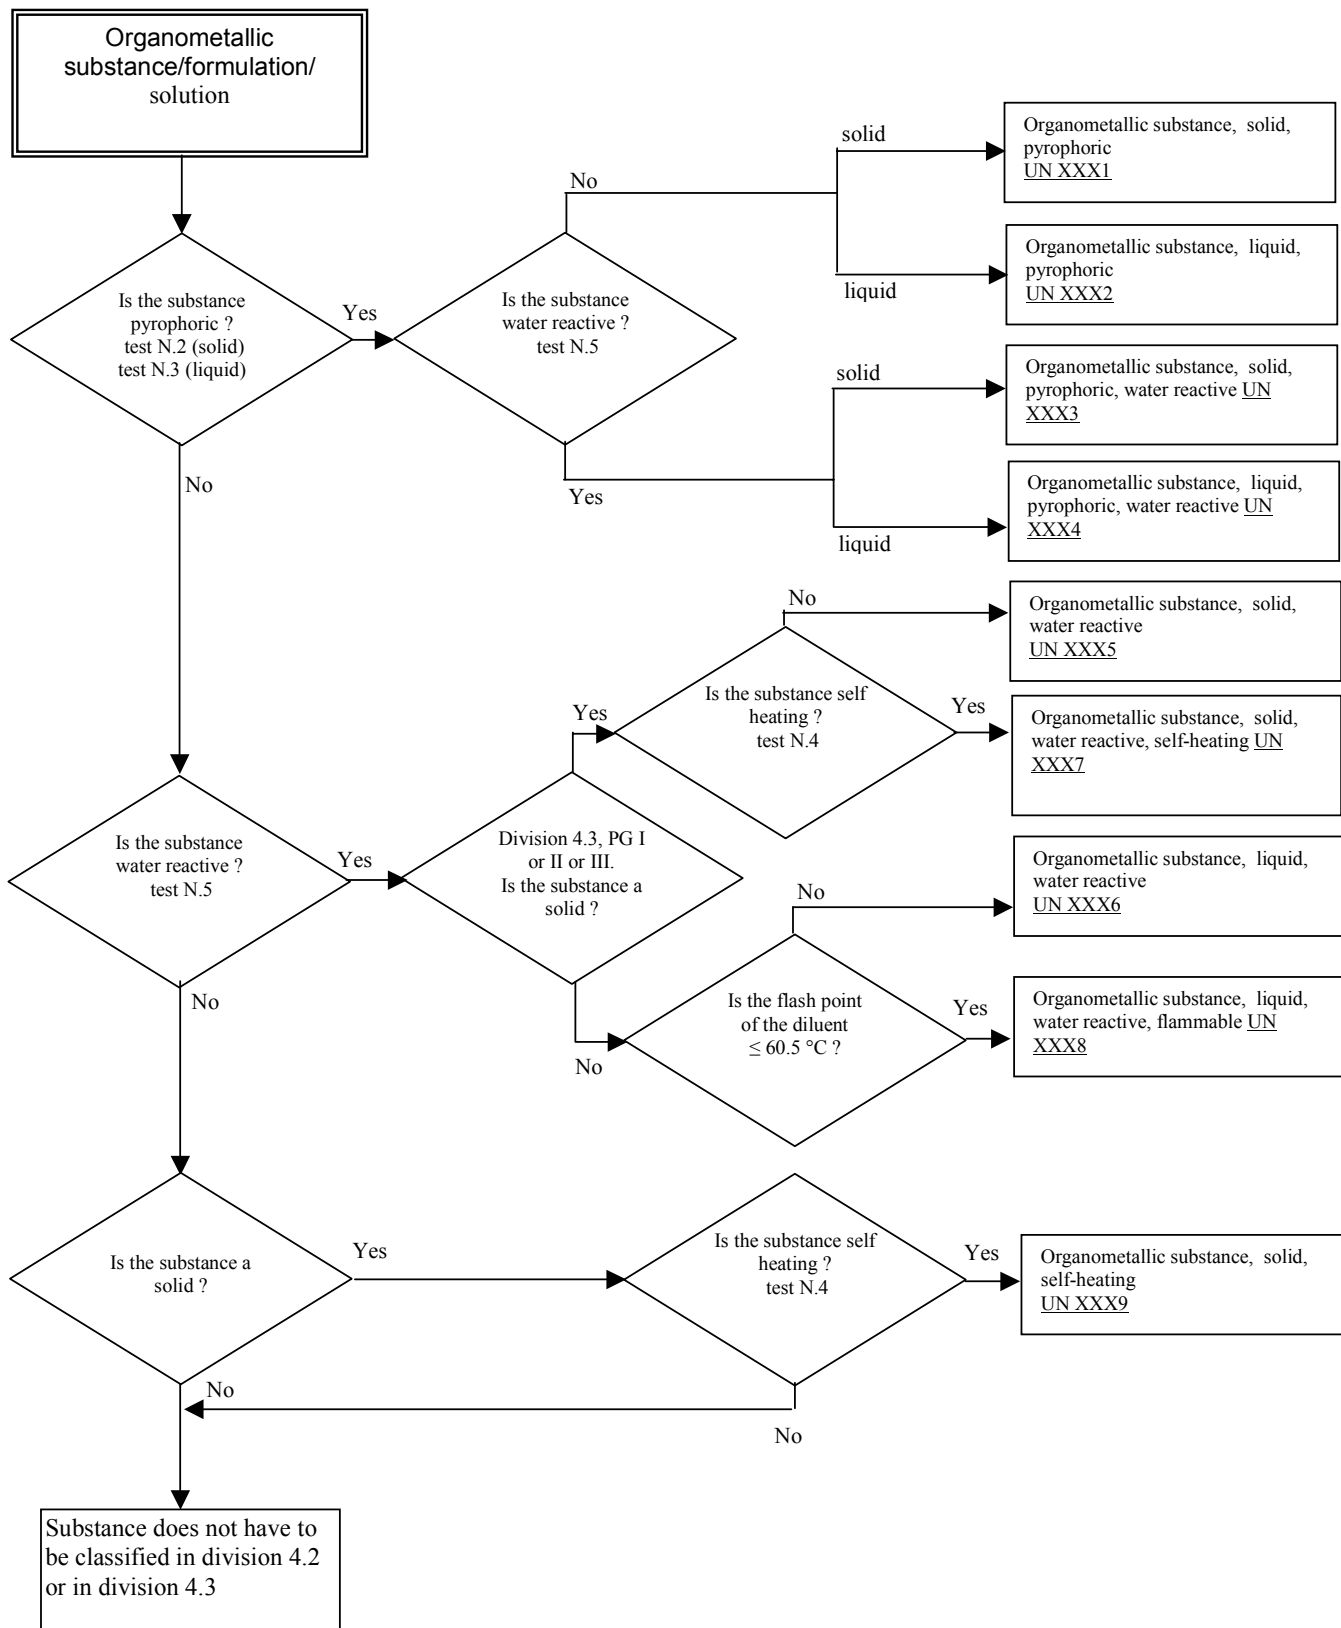 Organometallic
substance/formulation/
solution
solid
Organometallic substance,  solid,
pyrophoric
UN XXX1
No
Is the substance
pyrophoric ?
test N.2 (solid)
test N.3 (liquid)
Yes
Is the substance
water reactive ?
test N.5
liquid
Organometallic substance,  liquid,
pyrophoric
UN XXX2
solid
Organometallic substance,  solid,
pyrophoric, water reactive UN
XXX3
No
Yes
liquid
Organometallic substance,  liquid,
pyrophoric, water reactive UN
XXX4
No
Organometallic substance,  solid,
water reactive
UN XXX5
Yes
Is the substance self
heating ?
test N.4
Yes
Organometallic substance,  solid,
water reactive, self-heating UN
XXX7
Is the substance
water reactive ?
test N.5
Yes
Division 4.3, PG I
or II or III.
Is the substance a
solid ?
No
Organometallic substance,  liquid,
water reactive
UN XXX6
No
No
Is the flash point
of the diluent
≤ 60.5 °C ?
Yes
Organometallic substance,  liquid,
water reactive, flammable UN
XXX8
Is the substance a
solid ?
Yes
Is the substance self
heating ?
test N.4
Yes
Organometallic substance,  solid,
self-heating
UN XXX9
No
No
Substance does not have to
be classified in division 4.2
or in division 4.3